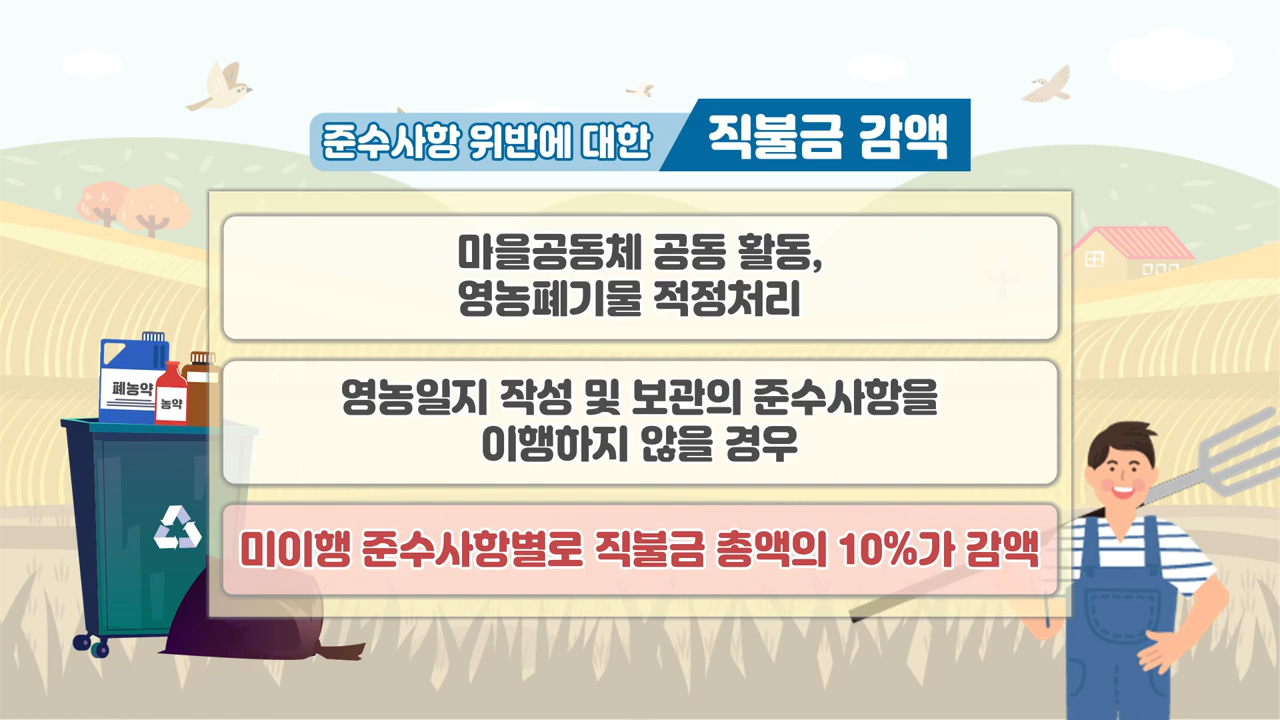 준수사항 위반에 대한 직불금 감액
마을공동체 공동 활동,
영농폐기물 적정처리
영농일지 작성 및 보관의 준수사항을
이행하지 않을 경우
미이행 준수사항별로 직불금 총액의 10%가 감액
폐농약
농약